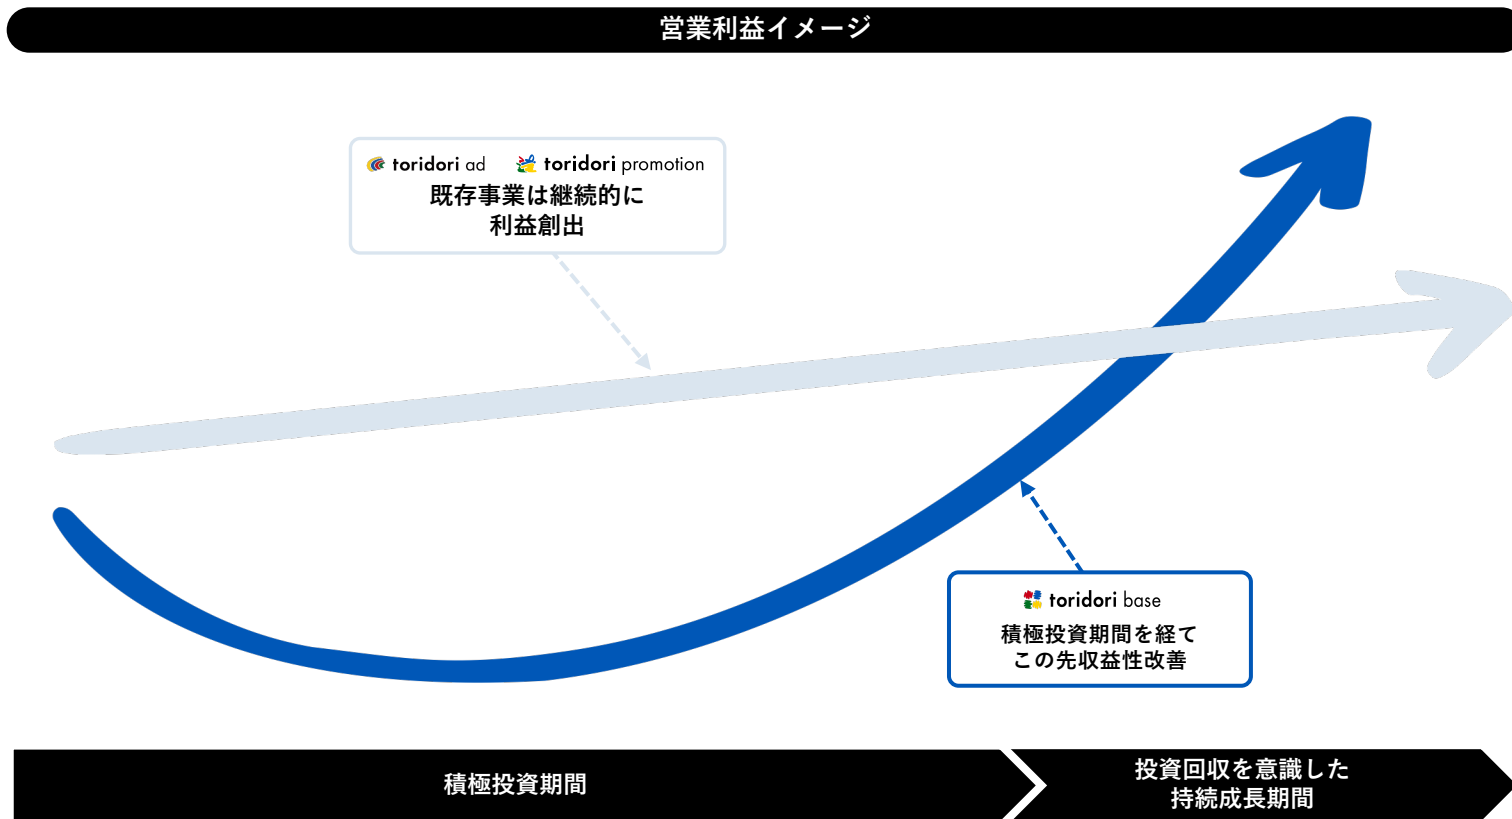 営業利益イメージ
toridori ad toridori promotion
既存事業は継続的に
利益創出
toridori base
積極投資期間を経て
この先収益性改善
積極投資期間
投資回収を意識した
持続成長期間